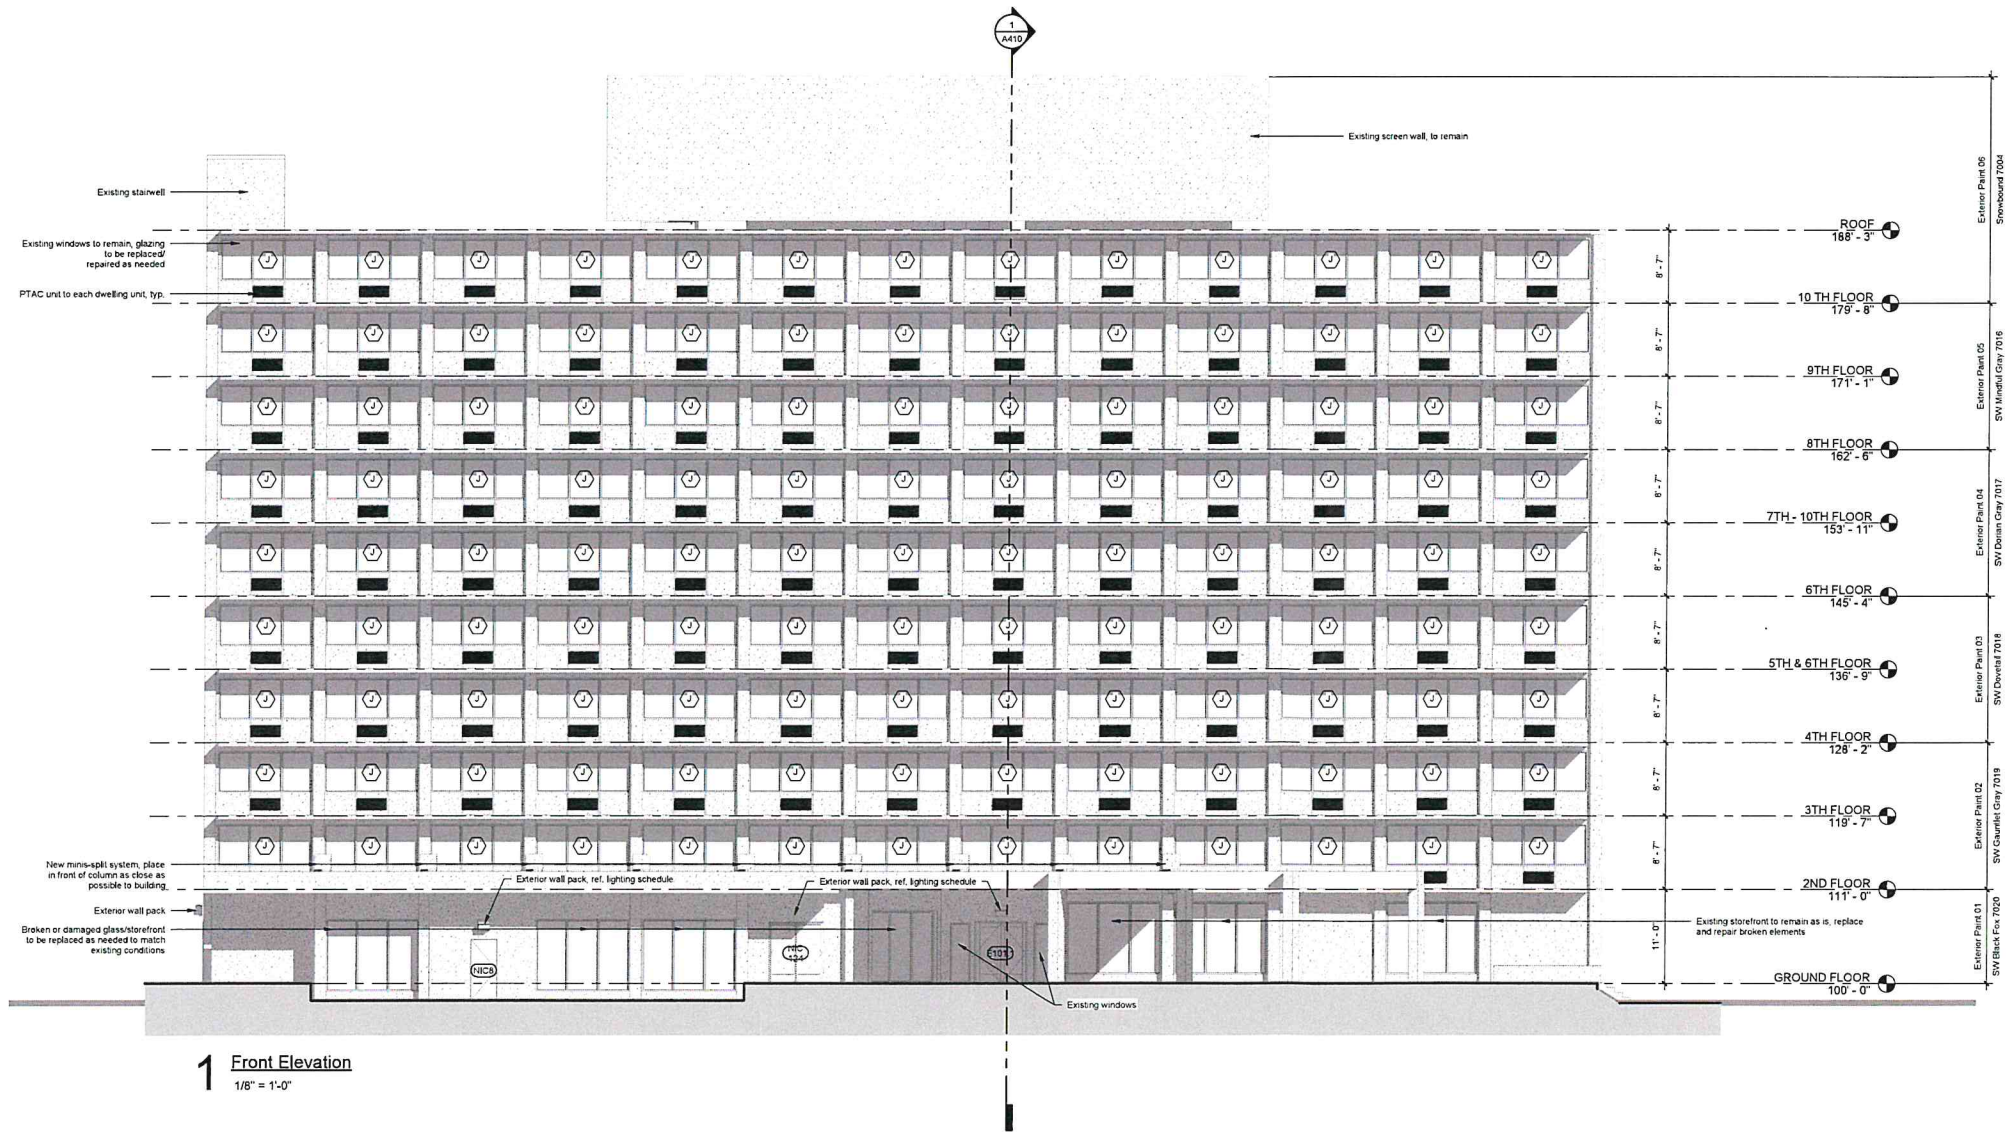 1
A410
Existing screen wall, to remain
Existing stairwell
Existing windows to remain, glazing
to be replaced/
repaired as needed
PTAC unit to each dwelling unit, typ.
J J J J J J J J J J J J J
J J J J J J J J J J J J J
J J J J J J J J J J J J J
J J J J J J J J J J J J J
J J J J J J J J J J J J J
J J J J J J J J J J J J J
J J J J J J J J J J J J J
J J J J J J J J J J J J J
J J J J J J J J J J J J J
New minis-split system, place
in front of column as close as
possible to building
Exterior wall pack, ref. lighting schedule
Exterior wall pack, ref. lighting schedule
Exterior wall pack
Broken or damaged glass/storefront
to be replaced as needed to match
existing conditions
NIC8
NIC
124
E101
Existing windows
Existing storefront to remain as is, replace
and repair broken elements
8' - 7"
8' - 7"
8' - 7"
8' - 7"
8' - 7"
8' - 7"
8' - 7"
8' - 7"
8' - 7"
11' - 0"
ROOF
188' - 3"
10 TH FLOOR
179' - 8"
9TH FLOOR
171' - 1"
8TH FLOOR
162' - 6"
7TH - 10TH FLOOR
153' - 11"
6TH FLOOR
145' - 4"
5TH & 6TH FLOOR
136' - 9"
4TH FLOOR
128' - 2"
3TH FLOOR
119' - 7"
2ND FLOOR
111' - 0"
GROUND FLOOR
100' - 0"
Exterior Paint 06
Snowbound 7004
Exterior Paint 05
SW Mindful Gray 7016
Exterior Paint 04
SW Dorian Gray 7017
Exterior Paint 03
SW Dovetail 7018
Exterior Paint 02
SW Gauntlet Gray 7019
Exterior Paint 01
SW Black Fox 7020
1
Front Elevation
1/8" = 1'-0"